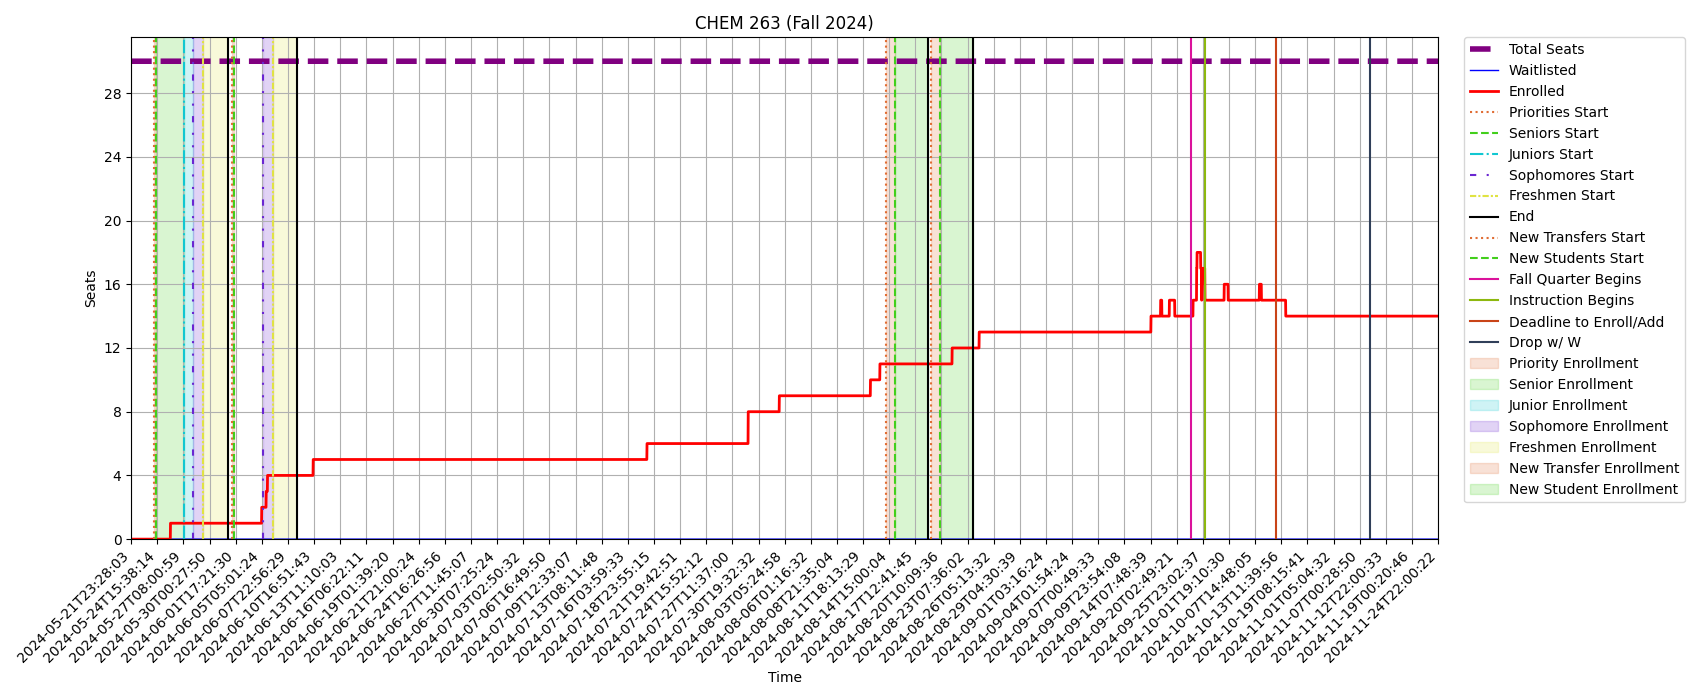 CHEM 263 (Fall 2024)
Seats
28
24
20
16
12
8
4
0
2024-05-21T23:28:03
2024-05-24T15:38:14
2024-05-27T08:00:59
2024-05-30T00:27:50
2024-06-01T17:21:30
2024-06-05T05:01:24
2024-06-07T22:56:29
2024-06-10T16:51:43
2024-06-13T11:10:03
2024-06-16T06:22:11
2024-06-19T01:39:20
2024-06-21T21:00:24
2024-06-24T16:26:56
2024-06-27T11:45:07
2024-06-30T07:25:24
2024-07-03T02:50:32
2024-07-06T16:49:50
2024-07-09T12:33:07
2024-07-13T08:11:48
2024-07-16T03:59:33
2024-07-18T23:55:15
2024-07-21T19:42:51
2024-07-24T15:52:12
2024-07-27T11:37:00
2024-07-30T19:32:32
2024-08-03T05:24:58
2024-08-06T01:16:32
2024-08-08T21:35:04
2024-08-11T18:13:29
2024-08-14T15:00:04
2024-08-17T12:41:45
2024-08-20T10:09:36
2024-08-23T07:36:02
2024-08-26T05:13:32
2024-08-29T04:30:39
2024-09-01T03:16:24
2024-09-04T01:54:24
2024-09-07T00:49:33
2024-09-09T23:54:08
2024-09-14T07:48:39
2024-09-20T02:49:21
2024-09-25T23:02:37
2024-10-01T19:10:30
2024-10-07T14:48:05
2024-10-13T11:39:56
2024-10-19T08:15:41
2024-11-01T05:04:32
2024-11-07T00:28:50
2024-11-12T22:00:33
2024-11-19T00:20:46
2024-11-24T22:00:22
Time
Total Seats
Waitlisted
Enrolled
Priorities Start
Seniors Start
Juniors Start
Sophomores Start
Freshmen Start
End
New Transfers Start
New Students Start
Fall Quarter Begins
Instruction Begins
Deadline to Enroll/Add
Drop w/ W
Priority Enrollment
Senior Enrollment
Junior Enrollment
Sophomore Enrollment
Freshmen Enrollment
New Transfer Enrollment
New Student Enrollment